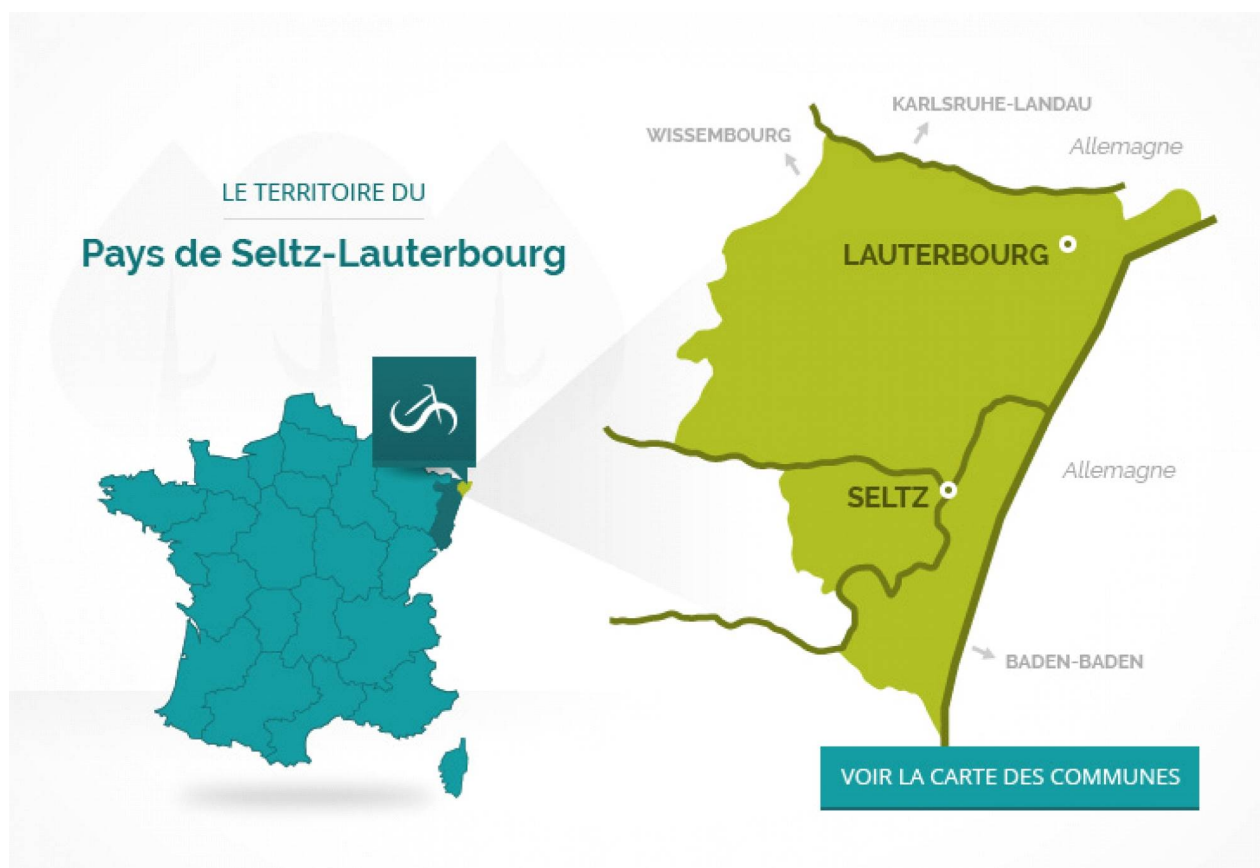 LE TERRITOIRE DU
Pays de Seltz-Lauterbourg
KARLSRUHE-LANDAU
WISSEMBOURG
Allemagne
LAUTERBOURG
Allemagne
SELTZ
BADEN-BADEN
VOIR LA CARTE DES COMMUNES